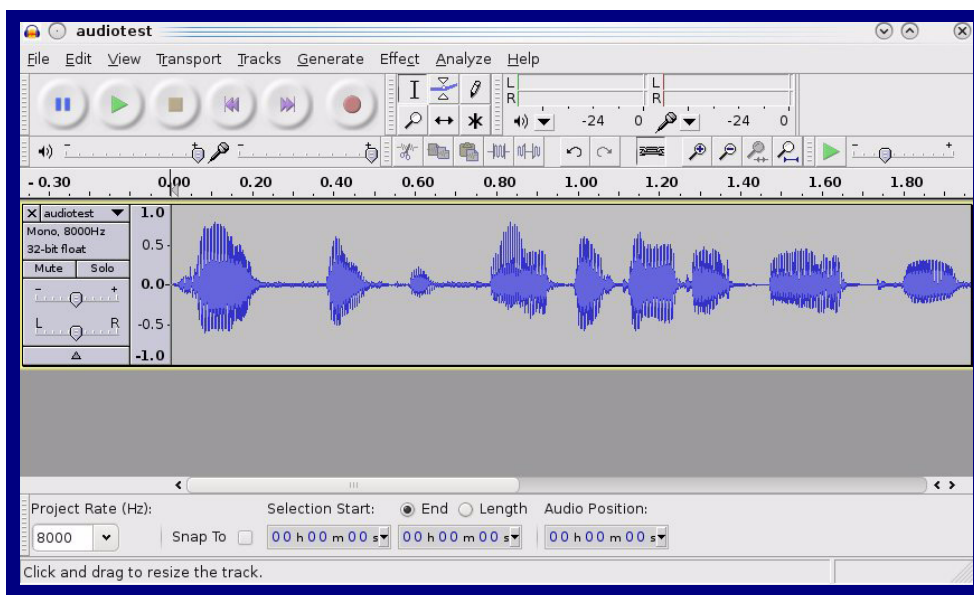 audiotest
File Edit View Transport Tracks Generate Effect Analyze Help
L L
R R
-24 0 -24 0
- 0.30 0.00 0.20 0.40 0.60 0.80 1.00 1.20 1.40 1.60 1.80
audiotest 1.0
Mono, 8000Hz
32-bit float 0.5
Mute Solo
- + 0.0
L R -0.5
-1.0
Project Rate (Hz): Selection Start: End Length Audio Position:
8000 Snap To 00 h 00 m 00 s 00 h 00 m 00 s 00 h 00 m 00 s
Click and drag to resize the track.